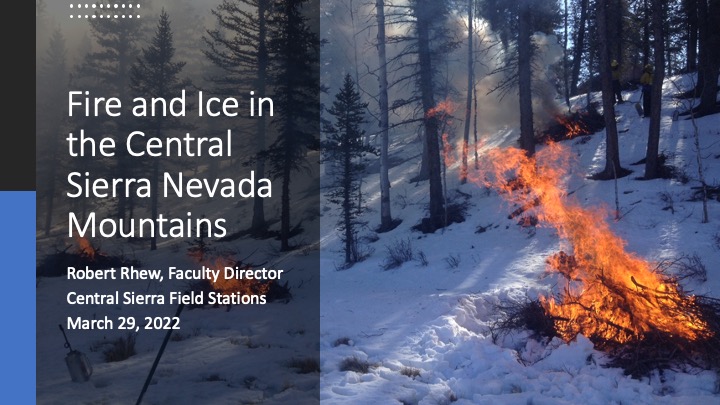 Fire and Ice in
the Central
Sierra Nevada
Mountains
Robert Rhew, Faculty Director
Central Sierra Field Stations
March 29, 2022